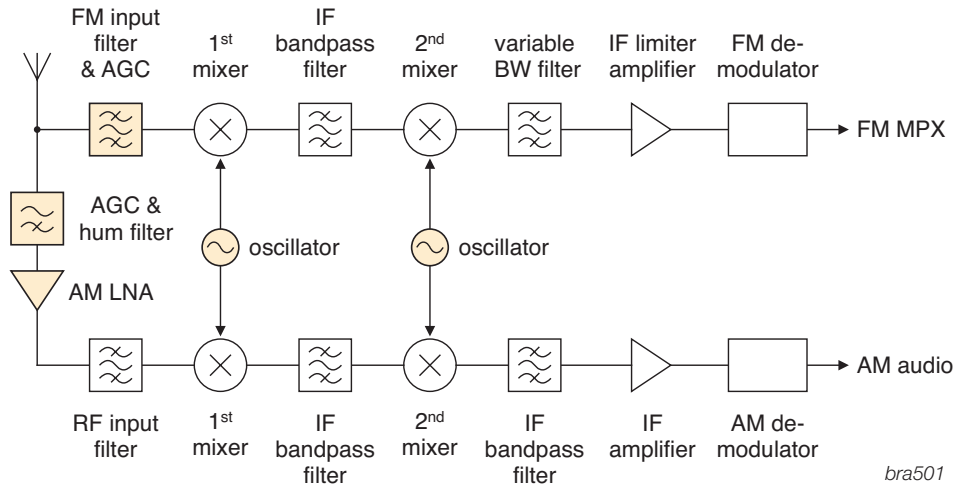 FM input
filter
& AGC
1st
mixer
IF
bandpass
filter
2nd
mixer
variable
BW filter
IF limiter
amplifier
FM de-
modulator
FM MPX
AGC &
hum filter
oscillator
oscillator
AM LNA
AM audio
RF input
filter
1st
mixer
IF
bandpass
filter
2nd
mixer
IF
bandpass
filter
IF
amplifier
AM de-
modulator
bra501